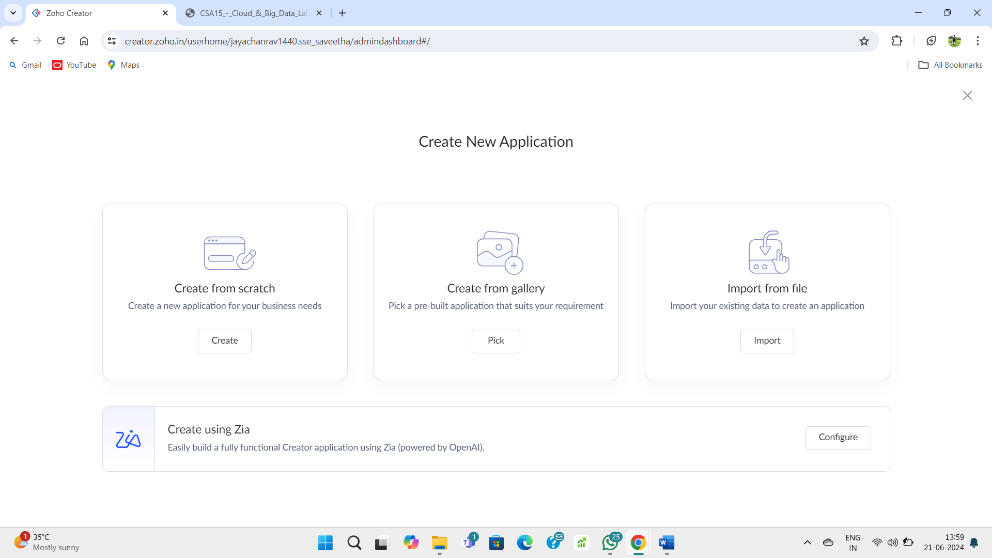 Zoho Creator
CSA15_-_Cloud_&_Big_Data_Lal
creator.zoho.in/userhome/jayachanrav1440.sse_saveetha/admindashboard#/
Gmail
YouTube
Maps
All Bookmarks
Create New Application
Create from scratch
Create a new application for your business needs
Create
Create from gallery
Pick a pre-built application that suits your requirement
Pick
Import from file
Import your existing data to create an application
Import
Zia
Create using Zia
Easily build a fully functional Creator application using Zia (powered by OpenAI).
Configure
1
35°C
Mostly sunny
1
25
ENG
IN
13:59
21-06-2024